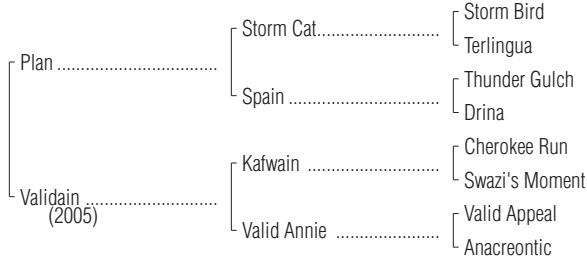 Storm Bird
Storm Cat..........................
Terlingua
Plan ..................................
Thunder Gulch
Spain ................................
Drina
Cherokee Run
Kafwain ............................
Swazi's Moment
Validain ............................
(2005)
Valid Appeal
Valid Annie ......................
Anacreontic